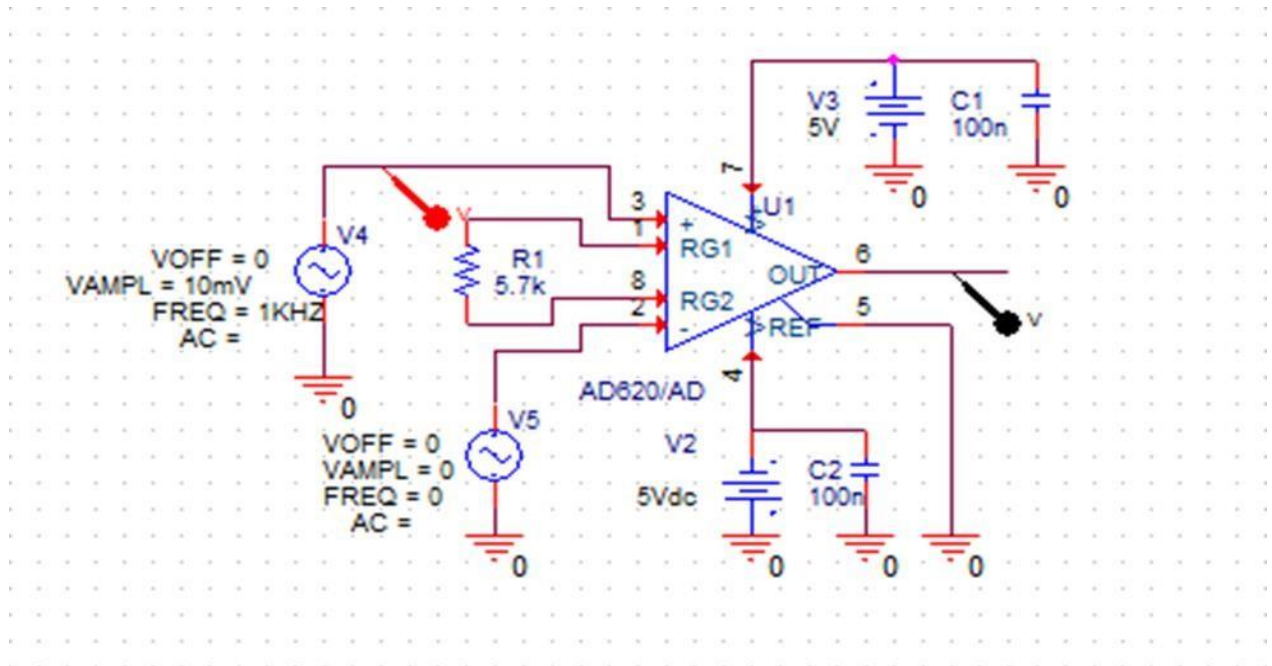 V3
5V
C1
100n
0
0
7
U1
V4
VOFF = 0
VAMPL = 10mV
FREQ = 1KHZ
AC =
0
V
R1
5.7k
3
1
8
2
+
RG1
RG2
-
OUT
REF
6
5
V
4
AD620/AD
V5
VOFF = 0
VAMPL = 0
FREQ = 0
AC =
0
V2
5Vdc
C2
100n
0
0
0